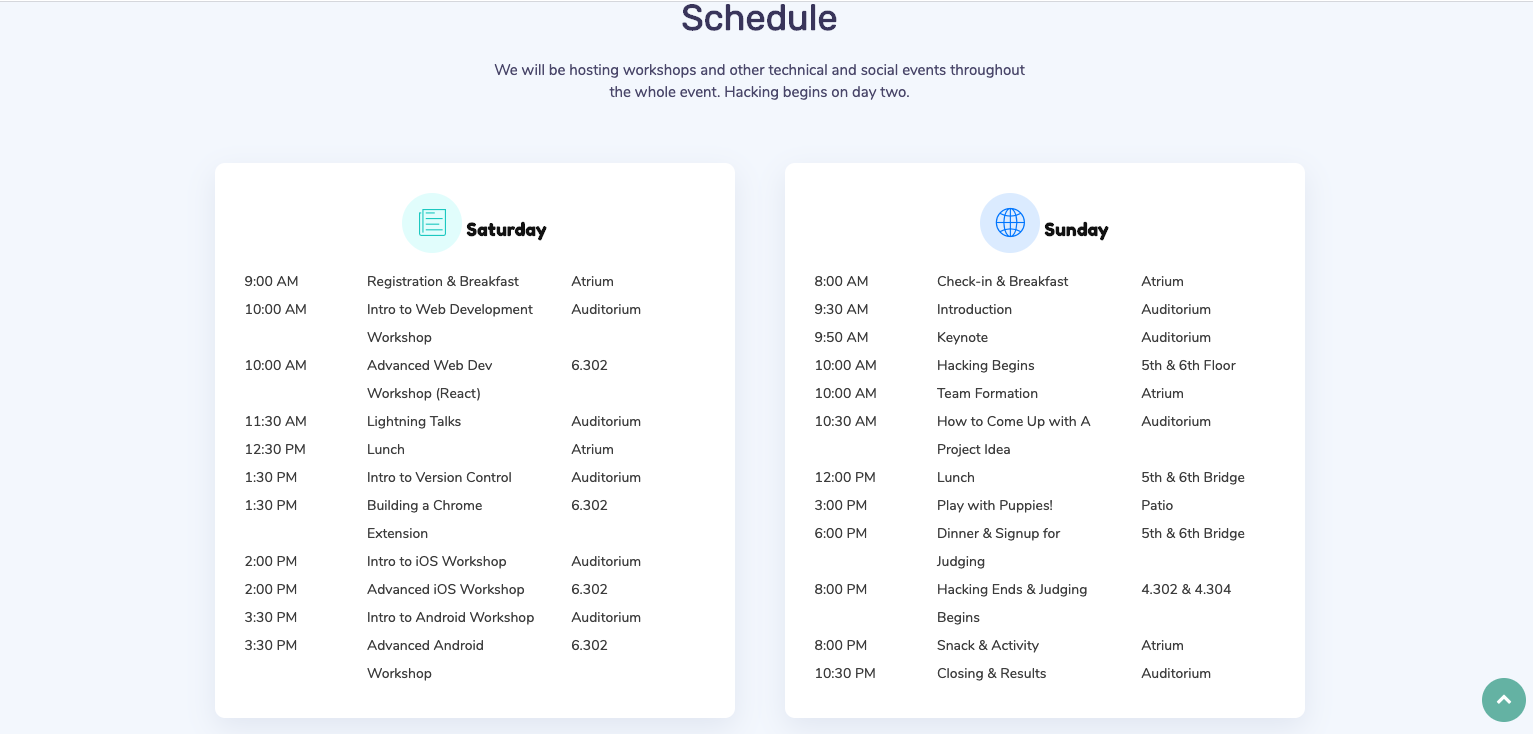 Schedule
We will be hosting workshops and other technical and social events throughout
the whole event. Hacking begins on day two.
Saturday
9:00 AM Registration & Breakfast Atrium
10:00 AM Intro to Web Development Auditorium
Workshop
10:00 AM Advanced Web Dev 6.302
Workshop (React)
11:30 AM Lightning Talks Auditorium
12:30 PM Lunch Atrium
1:30 PM Intro to Version Control Auditorium
1:30 PM Building a Chrome 6.302
Extension
2:00 PM Intro to iOS Workshop Auditorium
2:00 PM Advanced iOS Workshop 6.302
3:30 PM Intro to Android Workshop Auditorium
3:30 PM Advanced Android 6.302
Workshop
Sunday
8:00 AM Check-in & Breakfast Atrium
9:30 AM Introduction Auditorium
9:50 AM Keynote Auditorium
10:00 AM Hacking Begins 5th & 6th Floor
10:00 AM Team Formation Atrium
10:30 AM How to Come Up with A Auditorium
Project Idea
12:00 PM Lunch 5th & 6th Bridge
3:00 PM Play with Puppies! Patio
6:00 PM Dinner & Signup for 5th & 6th Bridge
Judging
8:00 PM Hacking Ends & Judging 4.302 & 4.304
Begins
8:00 PM Snack & Activity Atrium
10:30 PM Closing & Results Auditorium